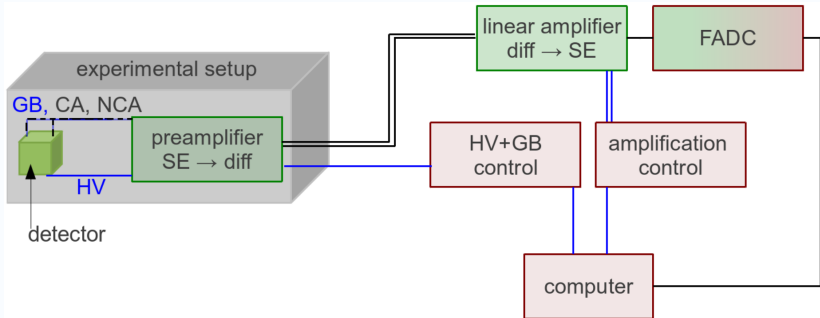 linear amplifier
diff → SE
FADC
experimental setup
GB, CA, NCA
preamplifier
SE → diff
HV+GB
control
amplification
control
HV
detector
computer